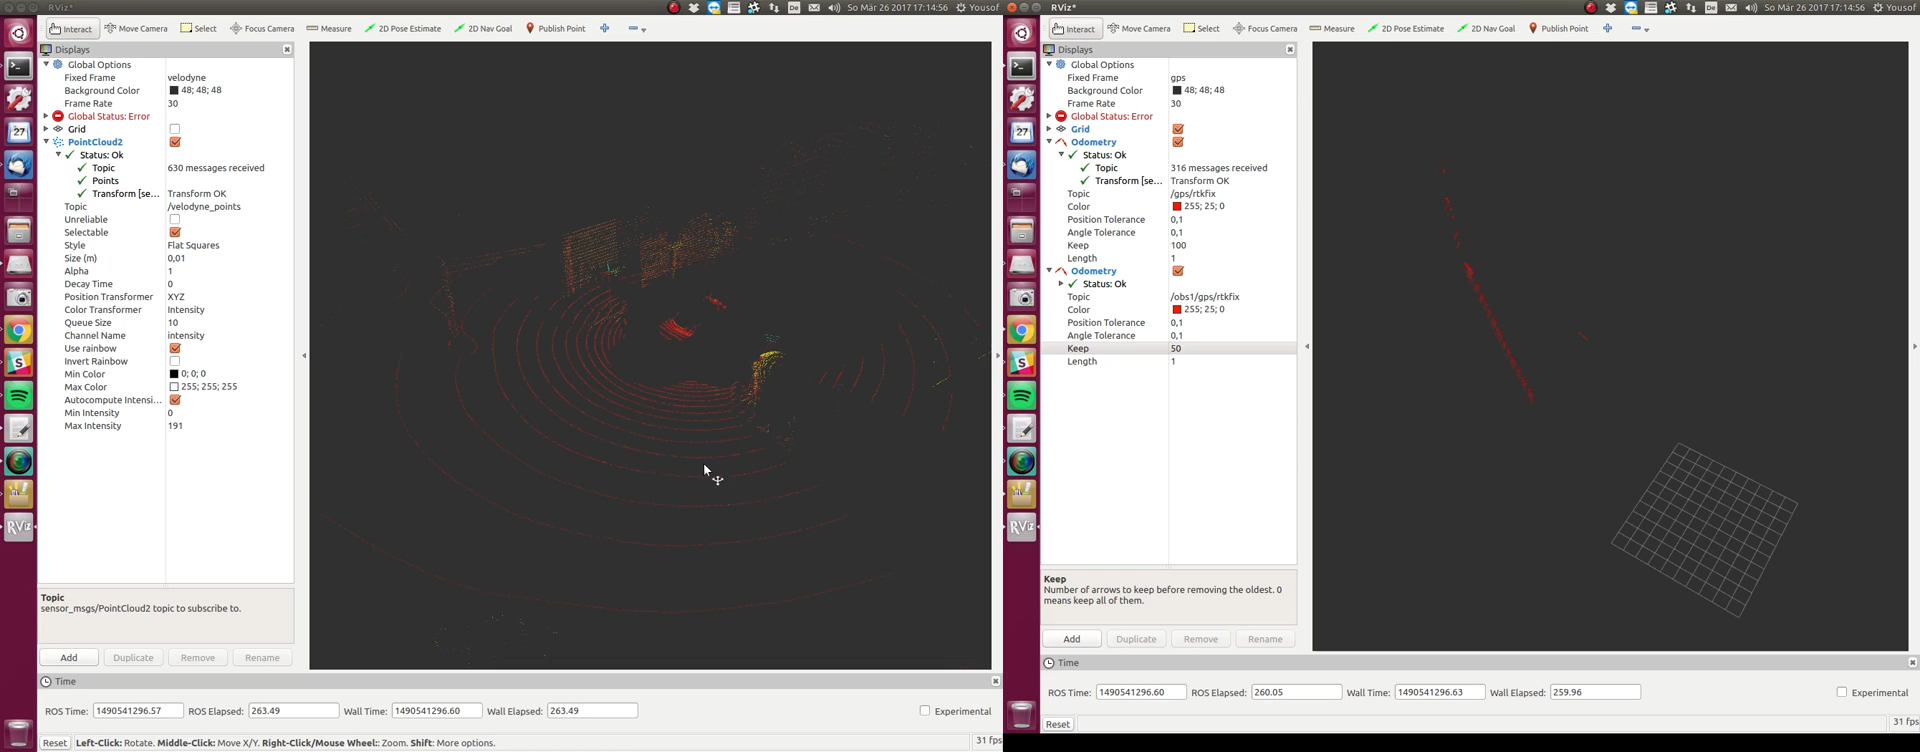 RViz*
De
So Mär 26 2017 17:14:56
Yousof
Interact
Move Camera
Select
Focus Camera
Measure
2D Pose Estimate
2D Nav Goal
Publish Point
Displays
Global Options
Fixed Frame velodyne
Background Color 48; 48; 48
Frame Rate 30
Global Status: Error
Grid
PointCloud2
Status: Ok
Topic 630 messages received
Points
Transform [se... Transform OK
Topic /velodyne_points
Unreliable
Selectable
Style Flat Squares
Size (m) 0,01
Alpha 1
Decay Time 0
Position Transformer XYZ
Color Transformer Intensity
Queue Size 10
Channel Name intensity
Use rainbow
Invert Rainbow
Min Color 0; 0; 0
Max Color 255; 255; 255
Autocompute Intensi...
Min Intensity 0
Max Intensity 191
27
RViz
Topic
sensor_msgs/PointCloud2 topic to subscribe to.
Add Duplicate Remove Rename
Time
ROS Time: 1490541296.57 ROS Elapsed: 263.49 Wall Time: 1490541296.60 Wall Elapsed: 263.49 Experimental
Reset Left-Click: Rotate. Middle-Click: Move X/Y. Right-Click/Mouse Wheel:: Zoom. Shift: More options. 31 fps
RViz*
De
So Mär 26 2017 17:14:56
Yousof
Interact
Move Camera
Select
Focus Camera
Measure
2D Pose Estimate
2D Nav Goal
Publish Point
Displays
Global Options
Fixed Frame gps
Background Color 48; 48; 48
Frame Rate 30
Global Status: Error
Grid
Odometry
Status: Ok
Topic 316 messages received
Transform [se... Transform OK
Topic /gps/rtkfix
Color 255; 25; 0
Position Tolerance 0,1
Angle Tolerance 0,1
Keep 100
Length 1
Odometry
Status: Ok
Topic /obs1/gps/rtkfix
Color 255; 25; 0
Position Tolerance 0,1
Angle Tolerance 0,1
Keep 50
Length 1
27
RViz
Keep
Number of arrows to keep before removing the oldest. 0
means keep all of them.
Add Duplicate Remove Rename
Time
ROS Time: 1490541296.60 ROS Elapsed: 260.05 Wall Time: 1490541296.63 Wall Elapsed: 259.96 Experimental
Reset 31 fps